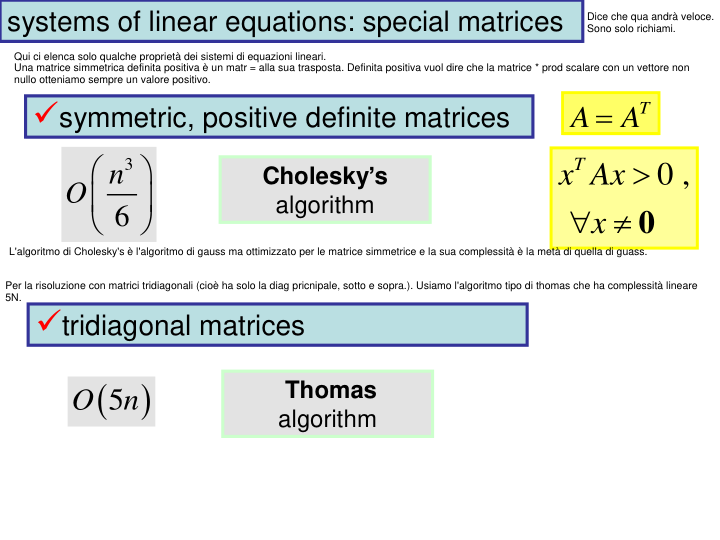 systems of linear equations: special matrices
Dice che qua andrà veloce.
Sono solo richiami.
Qui ci elenca solo qualche proprietà dei sistemi di equazioni lineari.
Una matrice simmetrica definita positiva è un matr = alla sua trasposta. Definita positiva vuol dire che la matrice * prod scalare con un vettore non
nullo otteniamo sempre un valore positivo.
✓symmetric, positive definite matrices
A = A^T
O(n^3/6)
Cholesky's
algorithm
x^T Ax > 0 ,
∀x ≠ 0
L'algoritmo di Cholesky's è l'algoritmo di gauss ma ottimizzato per le matrice simmetrice e la sua complessità è la metà di quella di guass.
Per la risoluzione con matrici tridiagonali (cioè ha solo la diag pricnipale, sotto e sopra.). Usiamo l'algoritmo tipo di thomas che ha complessità lineare
5N.
✓tridiagonal matrices
O(5n)
Thomas
algorithm